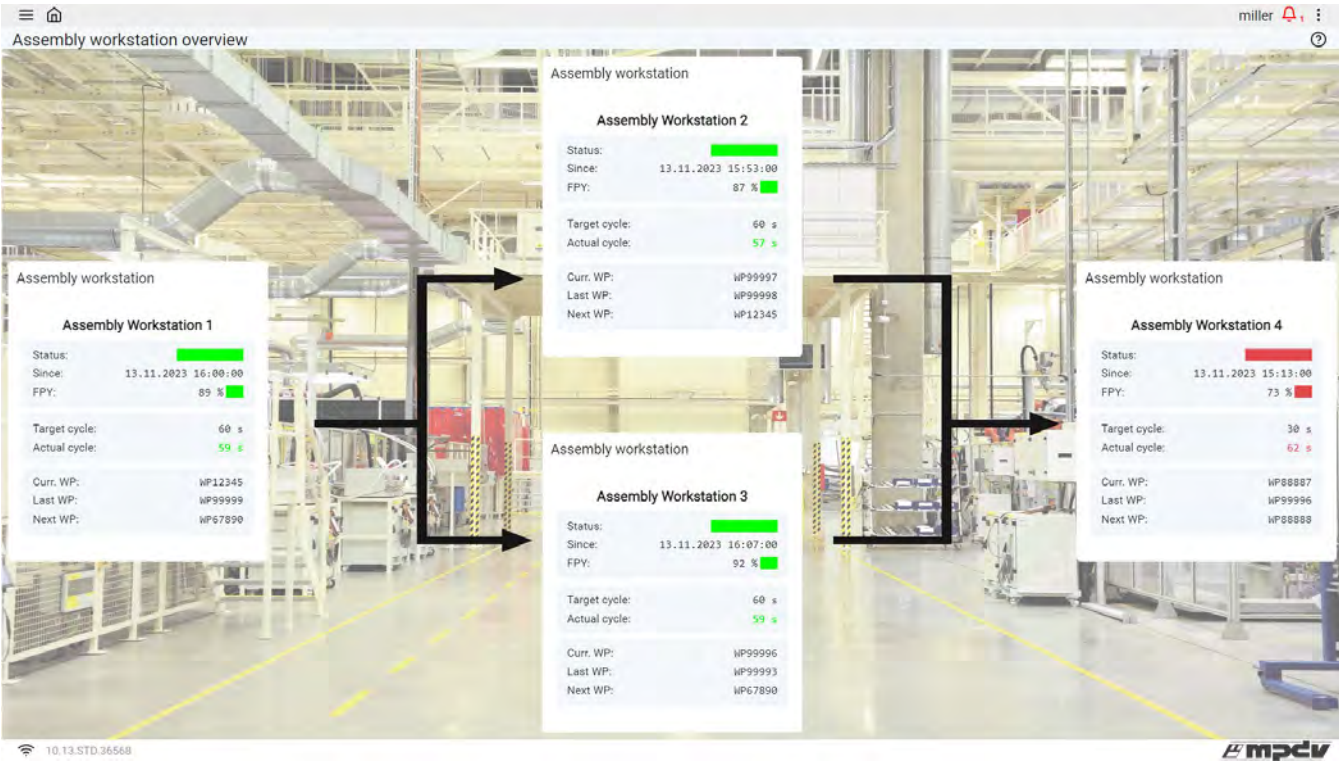 miller 1
Assembly workstation overview
Assembly workstation
Assembly Workstation 1
Status:
Since: 13.11.2023 16:00:00
FPY: 89 %
Target cycle: 60 s
Actual cycle: 59 s
Curr. WP: WP12345
Last WP: WP99999
Next WP: WP67890
Assembly workstation
Assembly Workstation 2
Status:
Since: 13.11.2023 15:53:00
FPY: 87 %
Target cycle: 60 s
Actual cycle: 57 s
Curr. WP: WP99997
Last WP: WP99998
Next WP: WP12345
Assembly workstation
Assembly Workstation 3
Status:
Since: 13.11.2023 16:07:00
FPY: 92 %
Target cycle: 60 s
Actual cycle: 59 s
Curr. WP: WP99996
Last WP: WP99993
Next WP: WP67890
Assembly workstation
Assembly Workstation 4
Status:
Since: 13.11.2023 15:13:00
FPY: 73 %
Target cycle: 30 s
Actual cycle: 62 s
Curr. WP: WP88887
Last WP: WP99996
Next WP: WP88888
10.13.STD.36568
mpdv